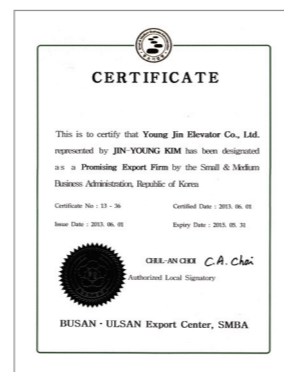 CERTIFICATE
This is to certify that Young Jin Elevator Co., Ltd.
represented by JIN-YOUNG KIM has been designated
as a Promising Export Firm by the Small & Medium
Business Administration, Republic of Korea
Certificate No : 13 - 36
Certified Date : 2013. 06. 01
Issue Date : 2013. 06. 01
Expiry Date : 2015. 05. 31
CHUL-AN CHOI C.A. Choi
Authorized Local Signatory
BUSAN · ULSAN Export Center, SMBA